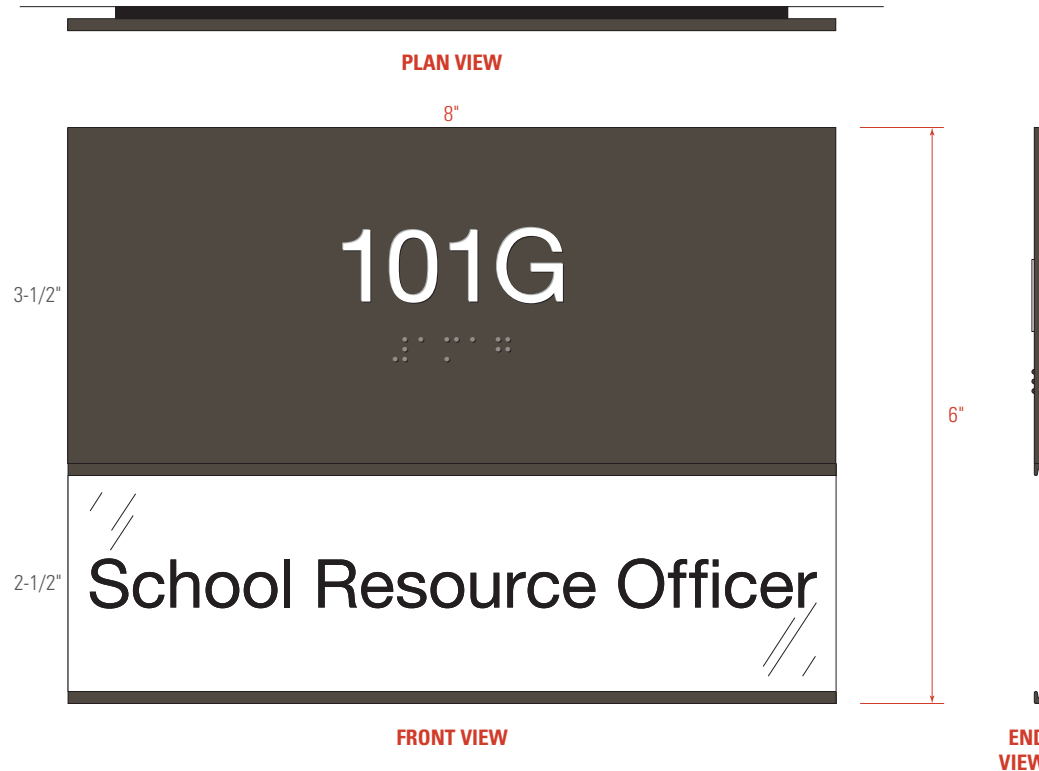 PLAN VIEW
8"
101G
3-1/2"
6"
2-1/2"
School Resource Officer
FRONT VIEW
END
VIEW